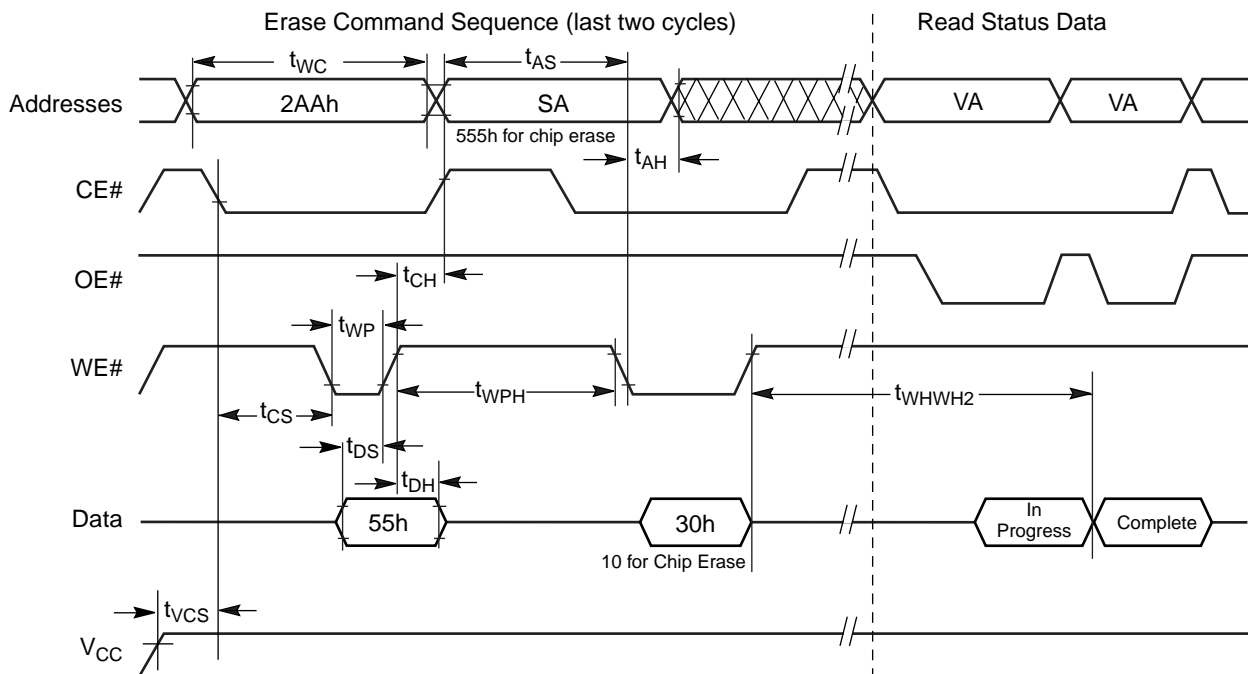 Erase Command Sequence (last two cycles)
Read Status Data
tWC
tAS
Addresses
2AAh
SA
VA
VA
555h for chip erase
tAH
CE#
OE#
tCH
tWP
WE#
tWPH
tWHWH2
tCS
tDS
tDH
Data
55h
30h
In
Progress
Complete
10 for Chip Erase
tVCS
VCC